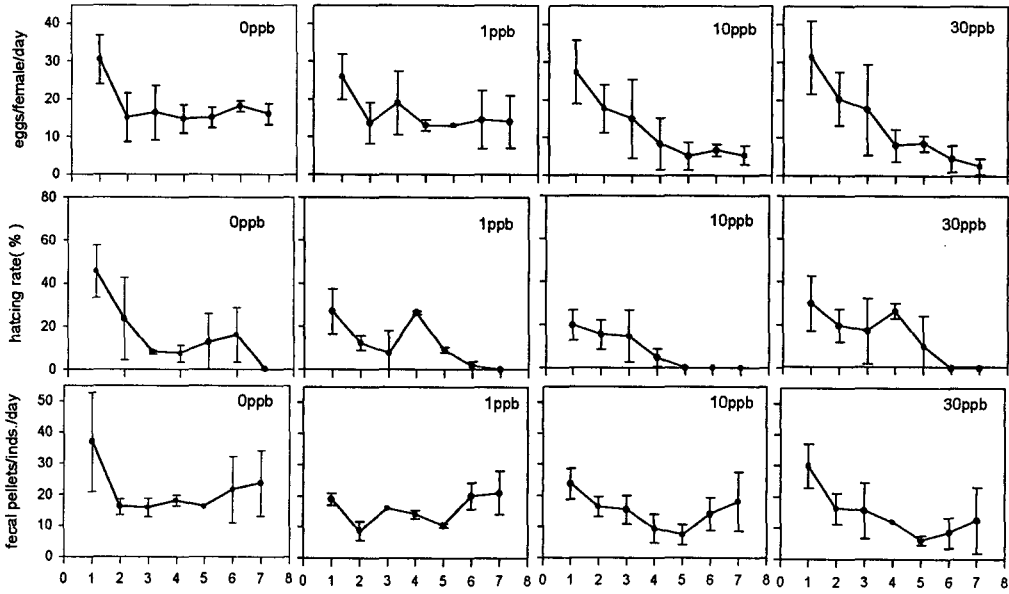 eggs/female/day
40
30
20
10
0
0ppb
1ppb
10ppb
30ppb
hatcing rate( % )
80
60
40
20
0
0ppb
1ppb
10ppb
30ppb
fecal pellets/inds./day
50
40
30
20
10
0
0ppb
1ppb
10ppb
30ppb
0 1 2 3 4 5 6 7 8
0 1 2 3 4 5 6 7 8
0 1 2 3 4 5 6 7 8
0 1 2 3 4 5 6 7 8